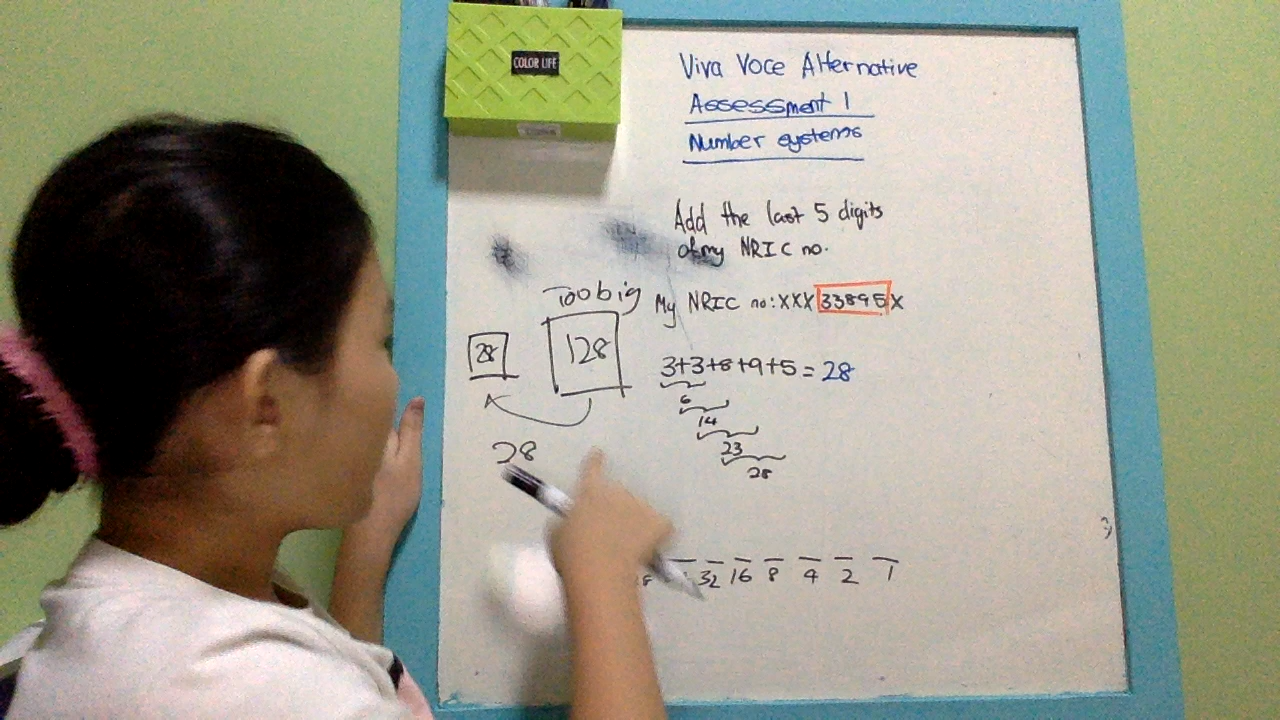 COLOR LIFE
Viva Voce Alternative
Assessment 1
Number systems
Add the last 5 digits
of my NRIC no.
My NRIC no: XXX33895X
Too big
28
128
3+3+8+9+5 = 28
6
14
23
28
28
32 16 8 4 2 1